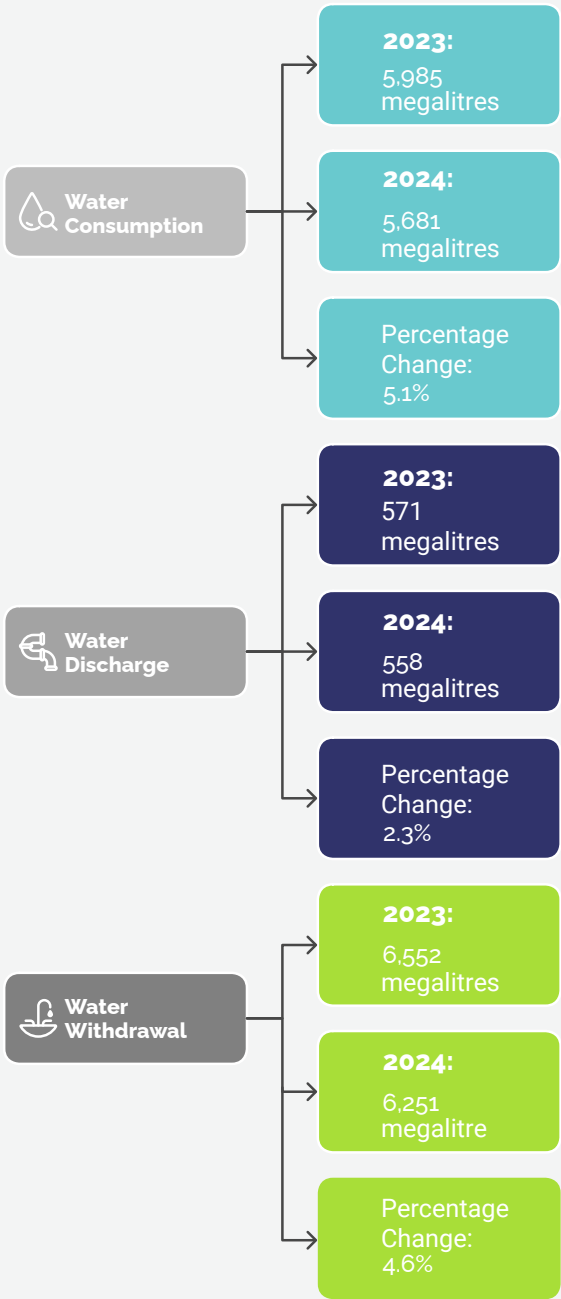 Water
Consumption
2023:
5,985
megalitres
2024:
5,681
megalitres
Percentage
Change:
5.1%
Water
Discharge
2023:
571
megalitres
2024:
558
megalitres
Percentage
Change:
2.3%
Water
Withdrawal
2023:
6,552
megalitres
2024:
6,251
megalitre
Percentage
Change:
4.6%